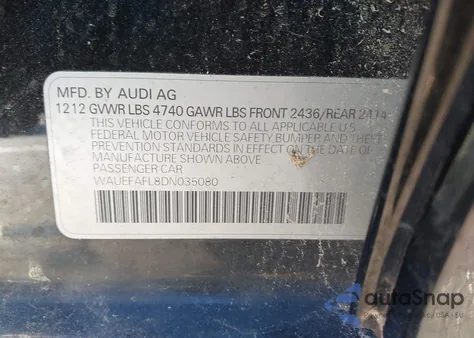 MFD. BY AUDI AG
1212 GVWR LBS 4740 GAWR LBS FRONT 2436/REAR 2414
THIS VEHICLE CONFORMS TO ALL APPLICABLE U.S
FEDERAL MOTOR VEHICLE SAFETY, BUMPER AND THEFT
PREVENTION STANDARDS IN EFFECT ON THE DATE OF
MANUFACTURE SHOWN ABOVE.
PASSENGER CAR
WAUEFAFL8DN035080
autoSnap